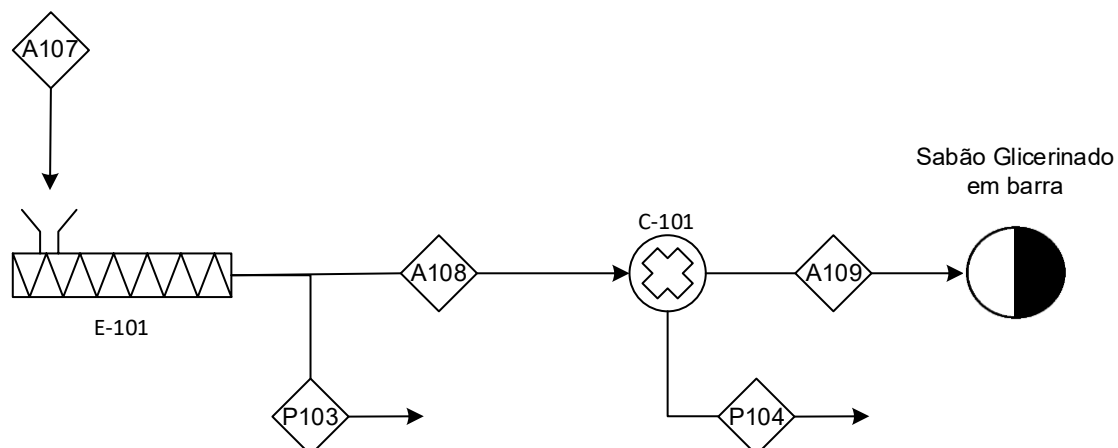 A107
Sabão Glicerinado
em barra
C-101
A108
A109
E-101
P103
P104